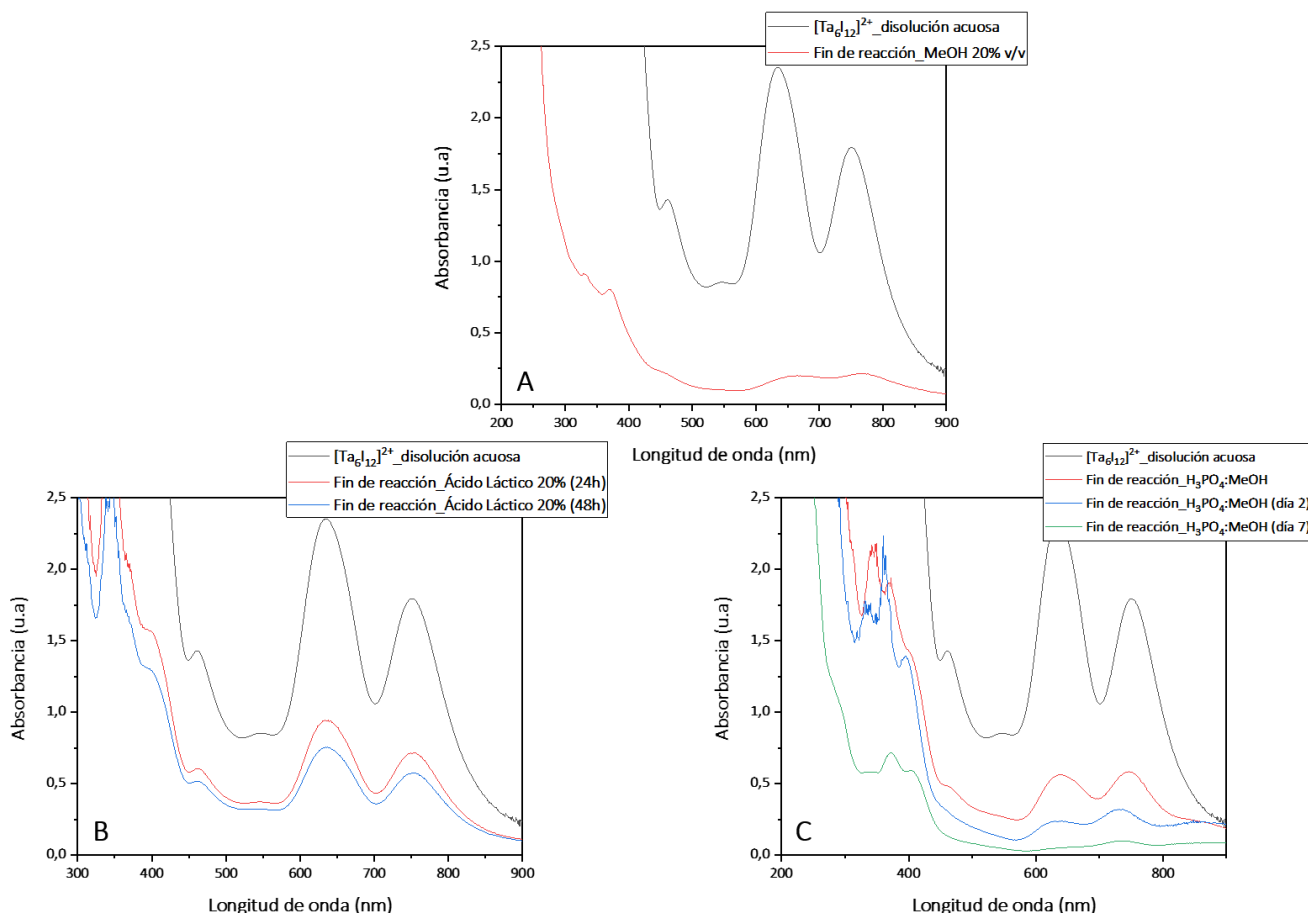 [Ta₆I₁₂]²⁺_disolución acuosa
Fin de reacción_MeOH 20% v/v
2,5
2,0
1,5
1,0
0,5
0,0
Absorbancia (u.a)
A
200 300 400 500 600 700 800 900
Longitud de onda (nm)
[Ta₆I₁₂]²⁺_disolución acuosa
Fin de reacción_Ácido Láctico 20% (24h)
Fin de reacción_Ácido Láctico 20% (48h)
2,5
2,0
1,5
1,0
0,5
0,0
Absorbancia (u.a)
B
300 400 500 600 700 800 900
Longitud de onda (nm)
[Ta₆I₁₂]²⁺_disolución acuosa
Fin de reacción_H₃PO₄:MeOH
Fin de reacción_H₃PO₄:MeOH (día 2)
Fin de reacción_H₃PO₄:MeOH (día 7)
2,5
2,0
1,5
1,0
0,5
0,0
Absorbancia (u.a)
C
200 400 600 800
Longitud de onda (nm)